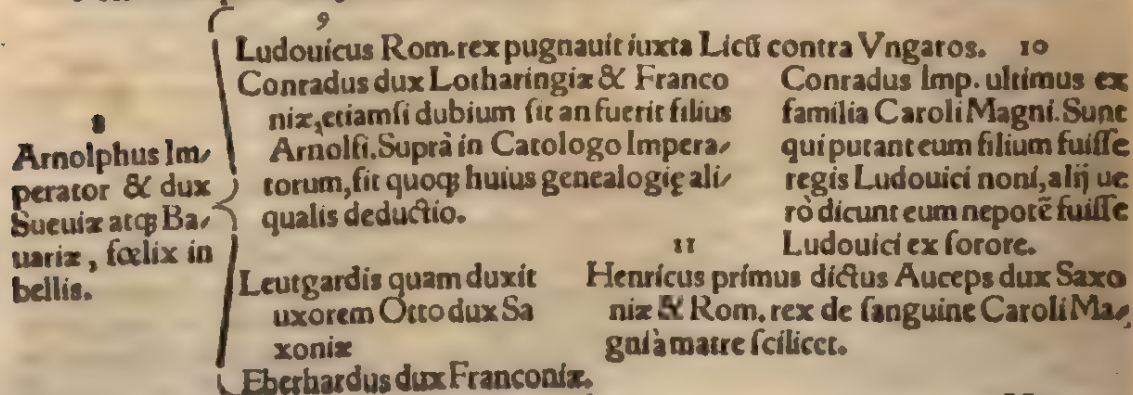 8
Arnolphus Im⸗
perator & dux
Sueuiæ atq; Ba⸗
uariæ, fœlix in
bellis.
9
Ludouicus Rom. rex pugnauit iuxta Licũ contra Vngaros.
Conradus dux Lotharingiæ & Franco
niæ, etiamſi dubium ſit an fuerit filius
Arnolfi. Suprà in Catologo Impera⸗
torum, fit quoq; huius genealogię ali⸗
qualis deductio.
10
Conradus Imp. ultimus ex
familia Caroli Magni. Sunt
qui putant eum filium fuiſſe
regis Ludouici noni, alij ue
rò dicunt eum nepotẽ fuiſſe
Ludouici ex ſorore.
Leutgardis quam duxit
uxorem Otto dux Sa
xoniæ
11
Henricus primus dictus Auceps dux Saxo
niæ & Rom. rex de ſanguine Caroli Ma⸗
gni à matre ſcilicet.
Eberhardus dux Franconiæ.